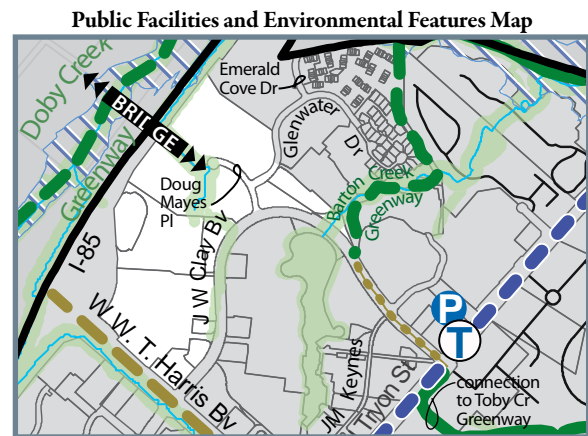 Public Facilities and Environmental Features Map
Doby Creek
Greenway
BRIDGE
Emerald
Cove Dr
Glenwater
Dr
Barton Creek
Greenway
Doug
Mayes
Pl
J W Clay Bv
I-85
W W. T. Harris Bv
P
T
JM Keynes
N Tryon St
connection
to Toby Cr
Greenway